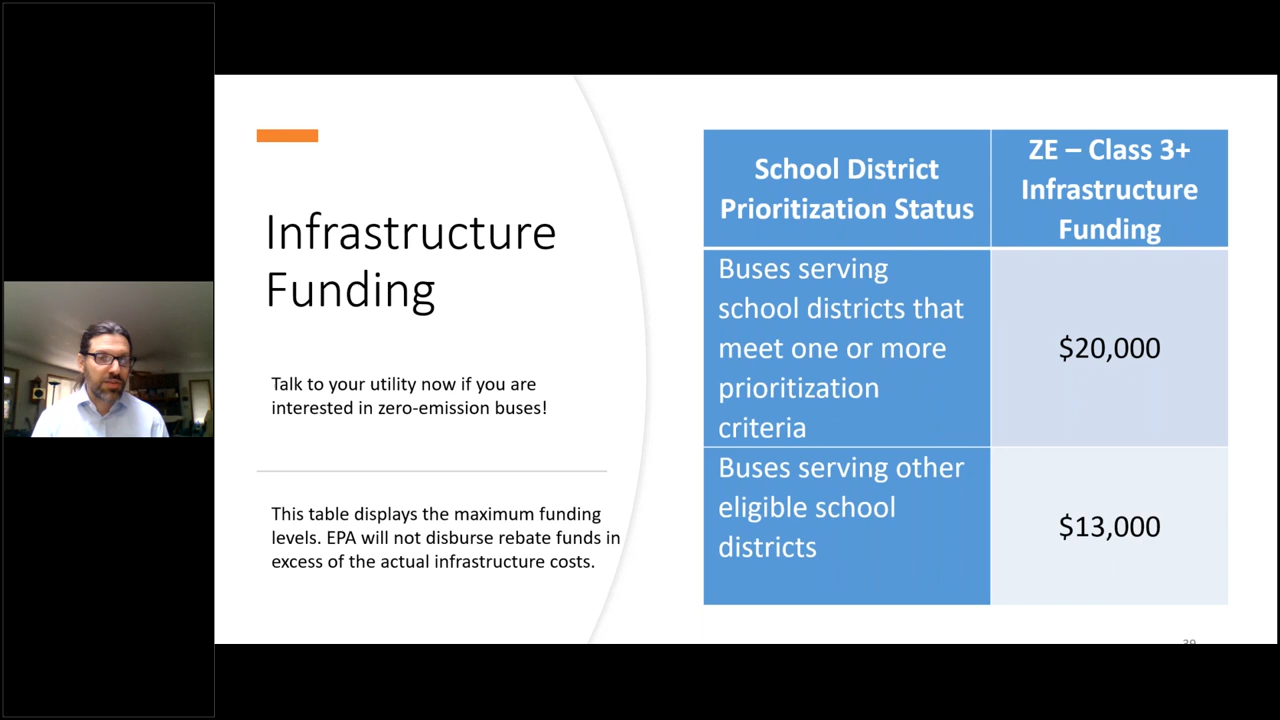 Infrastructure
Funding
Talk to your utility now if you are
interested in zero-emission buses!
This table displays the maximum funding
levels. EPA will not disburse rebate funds in
excess of the actual infrastructure costs.
School District
Prioritization Status
ZE – Class 3+
Infrastructure
Funding
Buses serving
school districts that
meet one or more
prioritization
criteria
$20,000
Buses serving other
eligible school
districts
$13,000